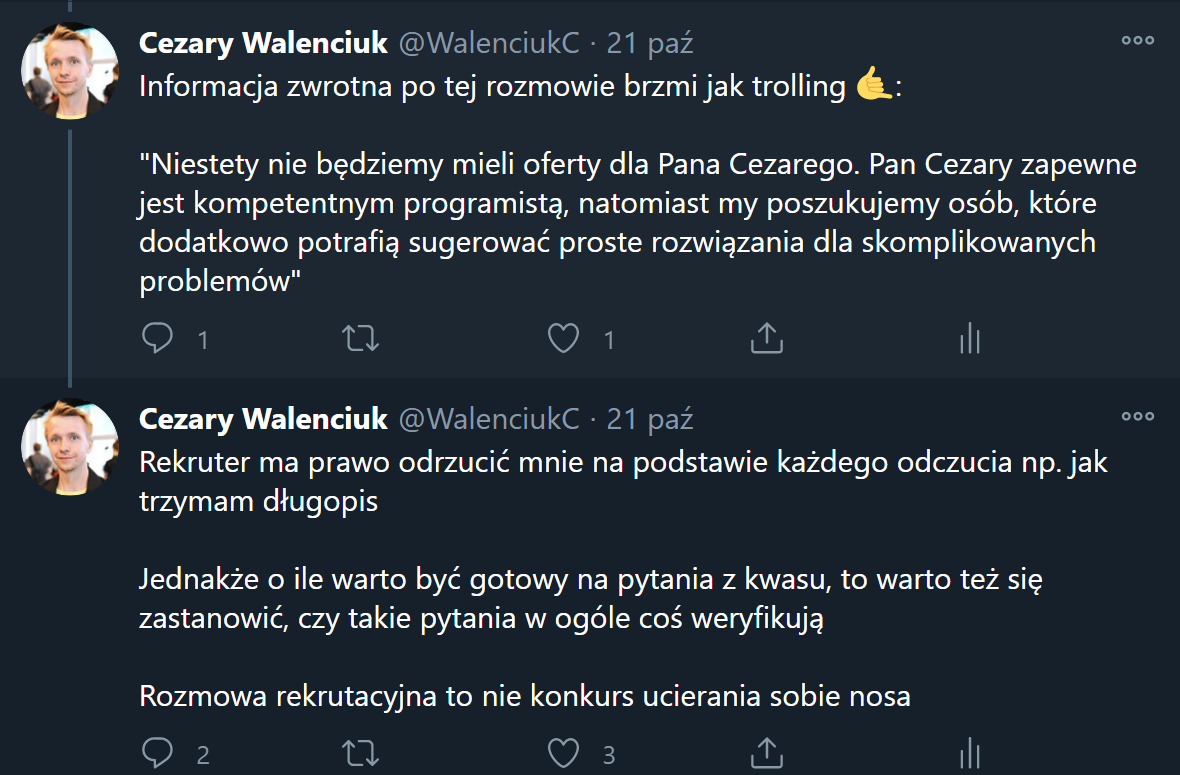 Cezary Walenciuk @WalenciukC · 21 paź
Informacja zwrotna po tej rozmowie brzmi jak trolling 🤙:
"Niestety nie będziemy mieli oferty dla Pana Cezarego. Pan Cezary zapewne
jest kompetentnym programistą, natomiast my poszukujemy osób, które
dodatkowo potrafią sugerować proste rozwiązania dla skomplikowanych
problemów"
1 1
Cezary Walenciuk @WalenciukC · 21 paź
Rekruter ma prawo odrzucić mnie na podstawie każdego odczucia np. jak
trzymam długopis
Jednakże o ile warto być gotowy na pytania z kwasu, to warto też się
zastanowić, czy takie pytania w ogóle coś weryfikują
Rozmowa rekrutacyjna to nie konkurs ucierania sobie nosa
2 3